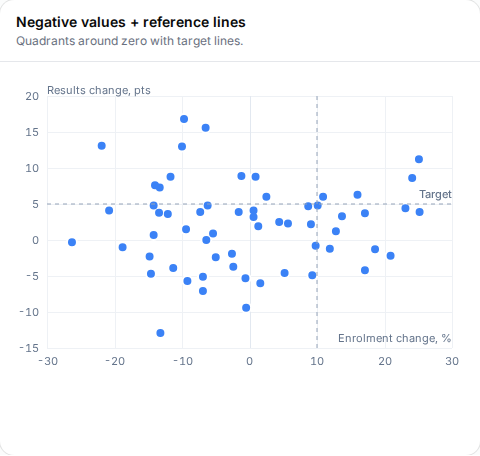 Negative values + reference lines
Quadrants around zero with target lines.
Results change, pts
20
15
10
Target
5
0
-5
-10
Enrolment change, %
-15
-30 -20 -10 0 10 20 30